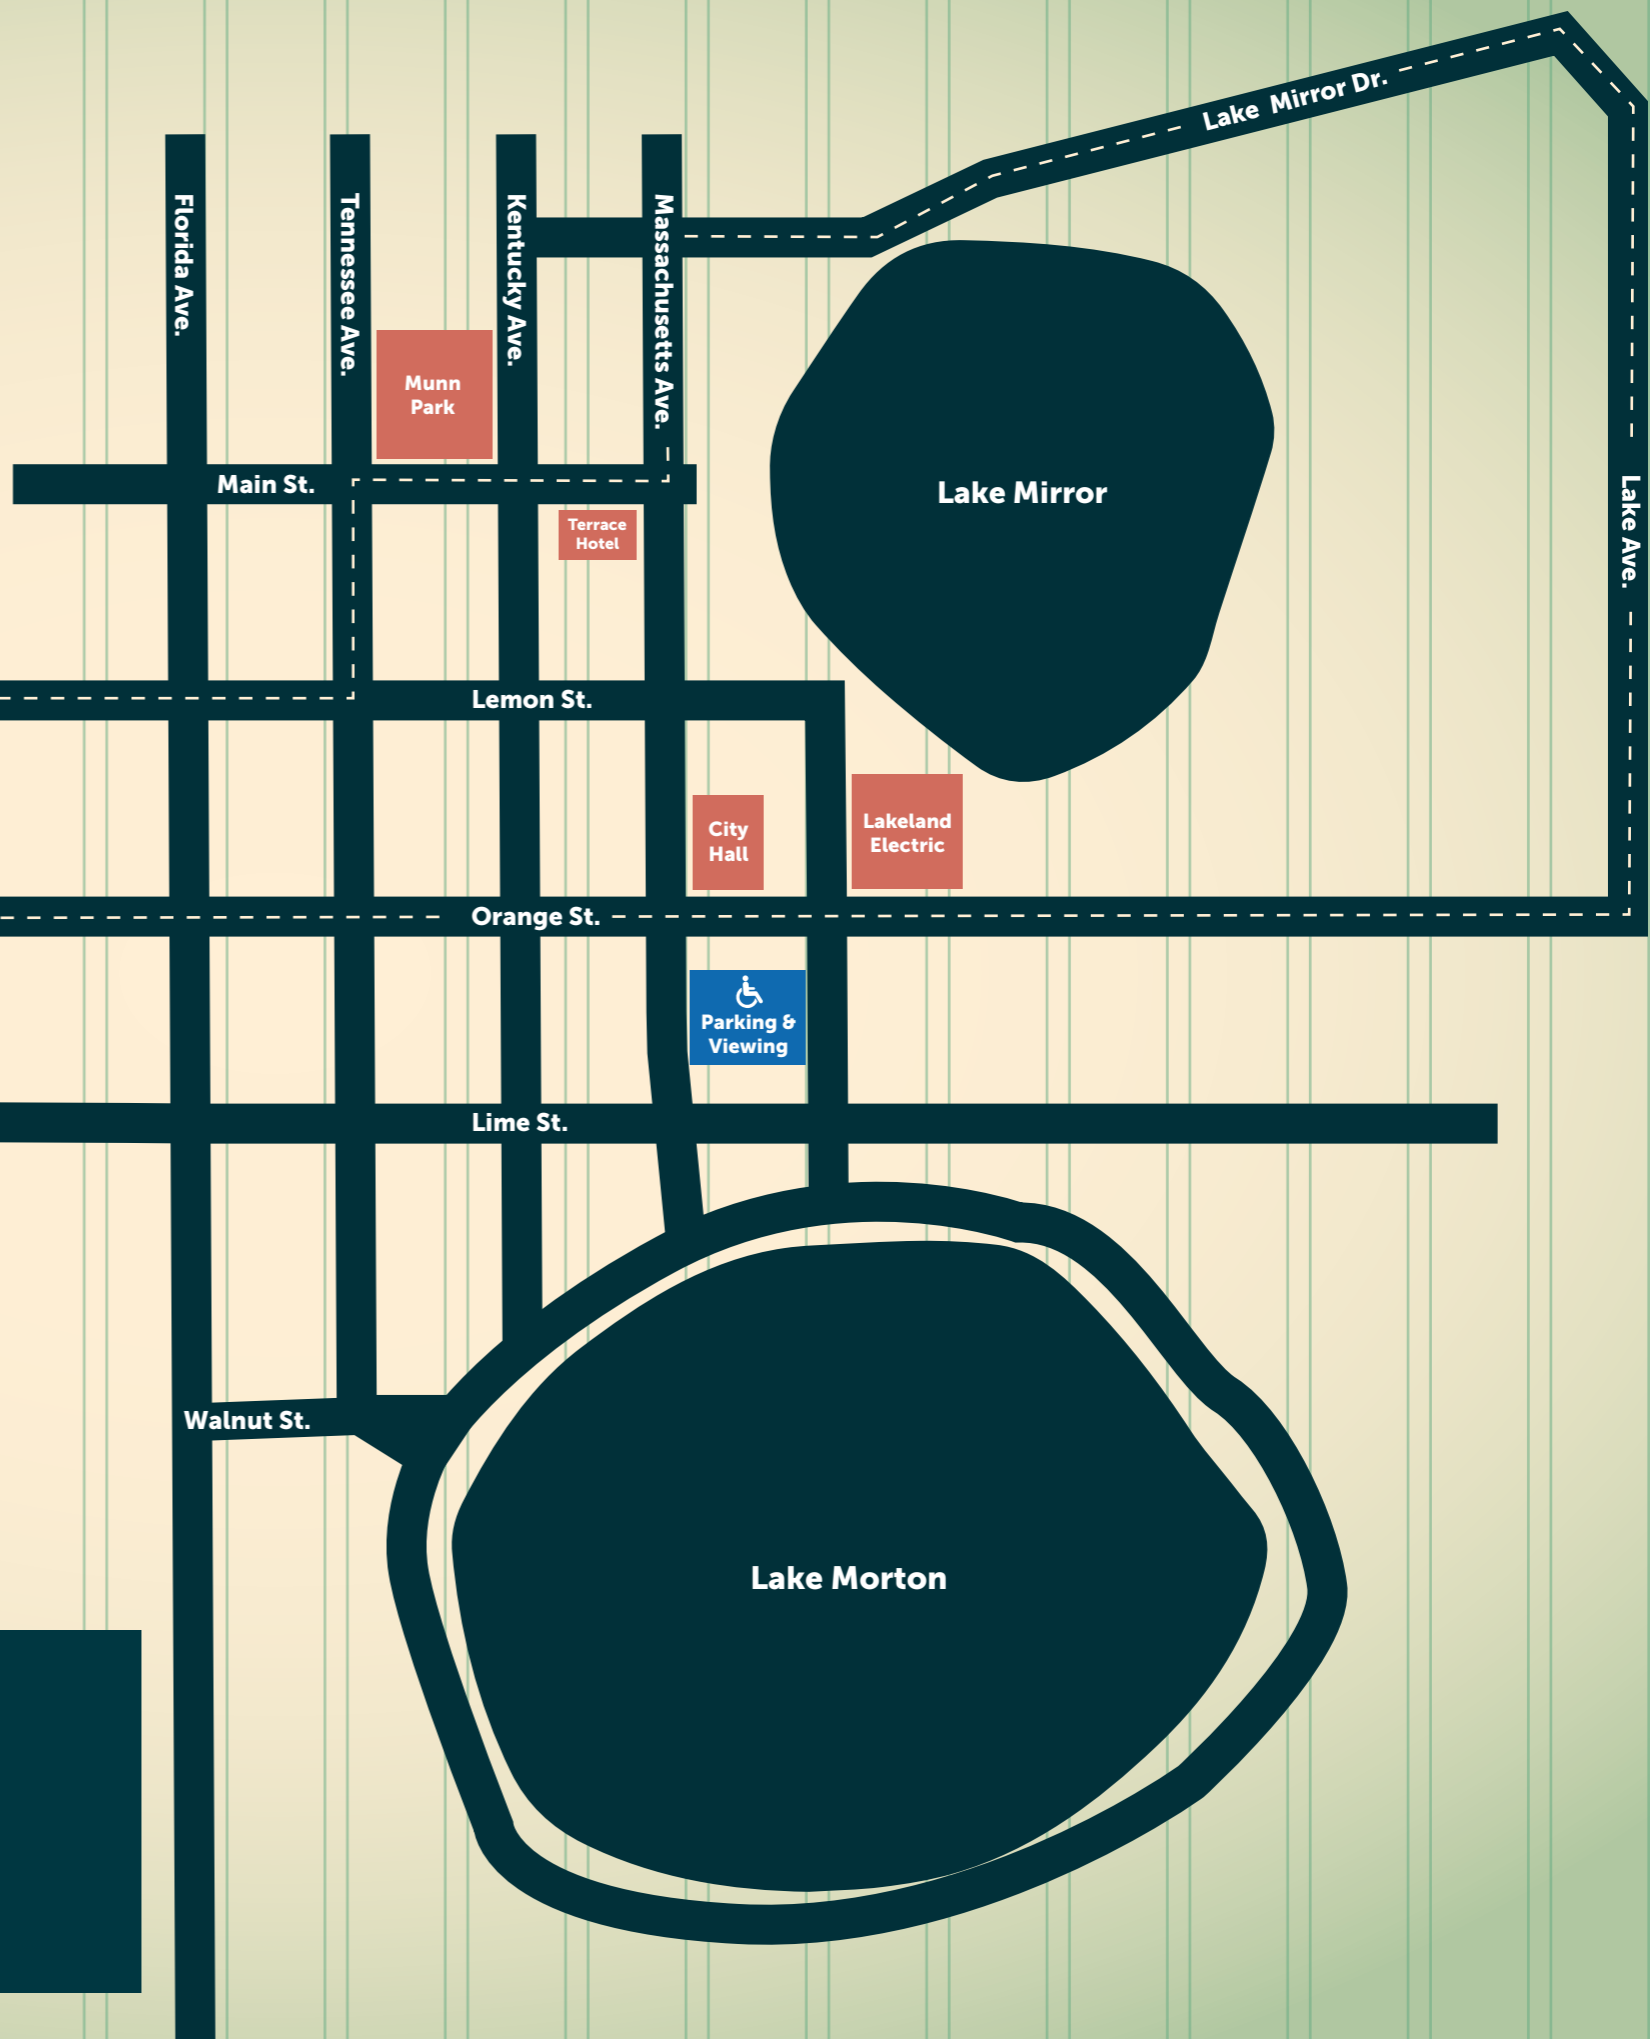 Lake Mirror Dr.
Florida Ave.
Tennessee Ave.
Kentucky Ave.
Massachusetts Ave.
Munn
Park
Main St.
Lake Mirror
Lake Ave.
Terrace
Hotel
Lemon St.
City
Hall
Lakeland
Electric
Orange St.
Parking &
Viewing
Lime St.
Walnut St.
Lake Morton